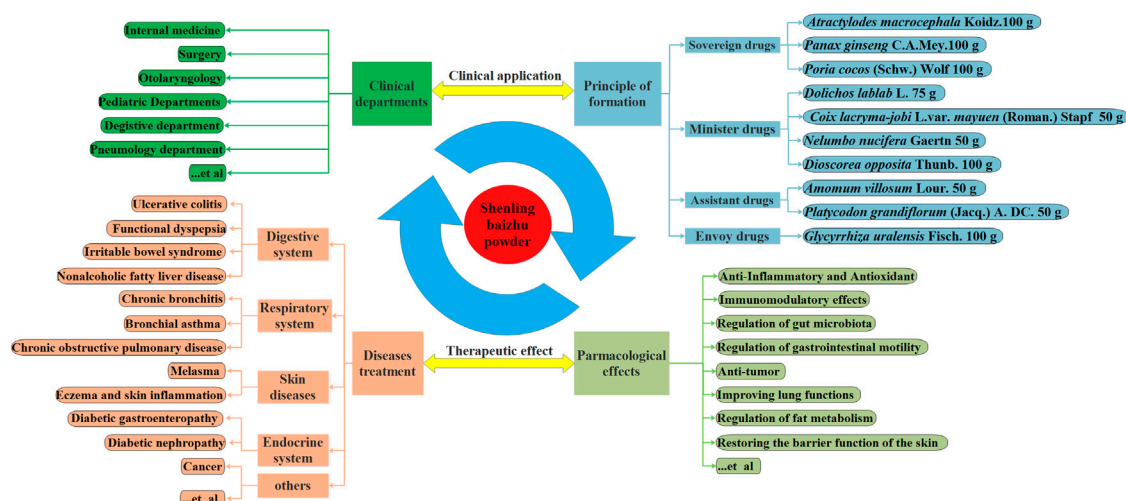 Internal medicine
Surgery
Otolaryngology
Pediatric Departments
Degistive department
Pneumology department
...et al
Clinical
departments
Clinical application
Principle of
formation
Sovereign drugs
Atractylodes macrocephala Koidz.100 g
Panax ginseng C.A.Mey.100 g
Poria cocos (Schw.) Wolf 100 g
Minister drugs
Dolichos lablab L. 75 g
Coix lacryma-jobi L.var. mayuen (Roman.) Stapf 50 g
Nelumbo nucifera Gaertn 50 g
Dioscorea opposita Thunb. 100 g
Assistant drugs
Amomum villosum Lour. 50 g
Platycodon grandiflorum (Jacq.) A. DC. 50 g
Envoy drugs
Glycyrrhiza uralensis Fisch. 100 g
Shenling
baizhu
powder
Ulcerative colitis
Functional dyspepsia
Irritable bowel syndrome
Nonalcoholic fatty liver disease
Digestive
system
Chronic bronchitis
Bronchial asthma
Chronic obstructive pulmonary disease
Respiratory
system
Melasma
Eczema and skin inflammation
Skin
diseases
Diabetic gastroenteropathy
Diabetic nephropathy
Endocrine
system
Cancer
...et al
others
Diseases
treatment
Therapeutic effect
Parmacological
effects
Anti-Inflammatory and Antioxidant
Immunomodulatory effects
Regulation of gut microbiota
Regulation of gastrointestinal motility
Anti-tumor
Improving lung functions
Regulation of fat metabolism
Restoring the barrier function of the skin
...et al